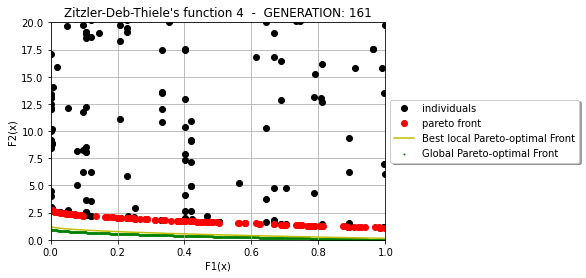 Zitzler-Deb-Thiele's function 4  -  GENERATION: 161
F2(x)
20.0
17.5
15.0
12.5
10.0
7.5
5.0
2.5
0.0
0.0 0.2 0.4 0.6 0.8 1.0
F1(x)
individuals
pareto front
Best local Pareto-optimal Front
Global Pareto-optimal Front